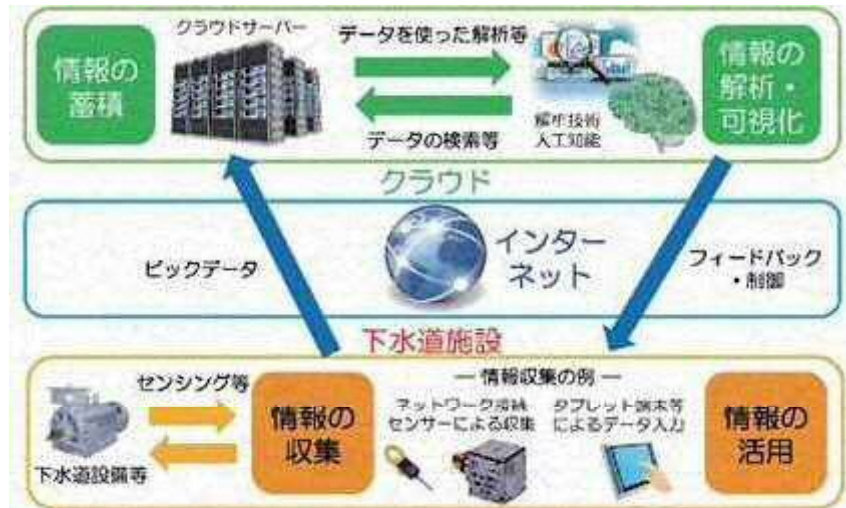 クラウドサーバー
データを使った解析等
情報の
蓄積
情報の
解析・
可視化
データの検索等
解析技術
人工知能
クラウド
ビックデータ
インター
ネット
フィードバック
・制御
下水道施設
センシング等
― 情報収集の例 ―
情報の
収集
ネットワーク接続
センサーによる収集
タブレット端末等
によるデータ入力
情報の
活用
下水道設備等